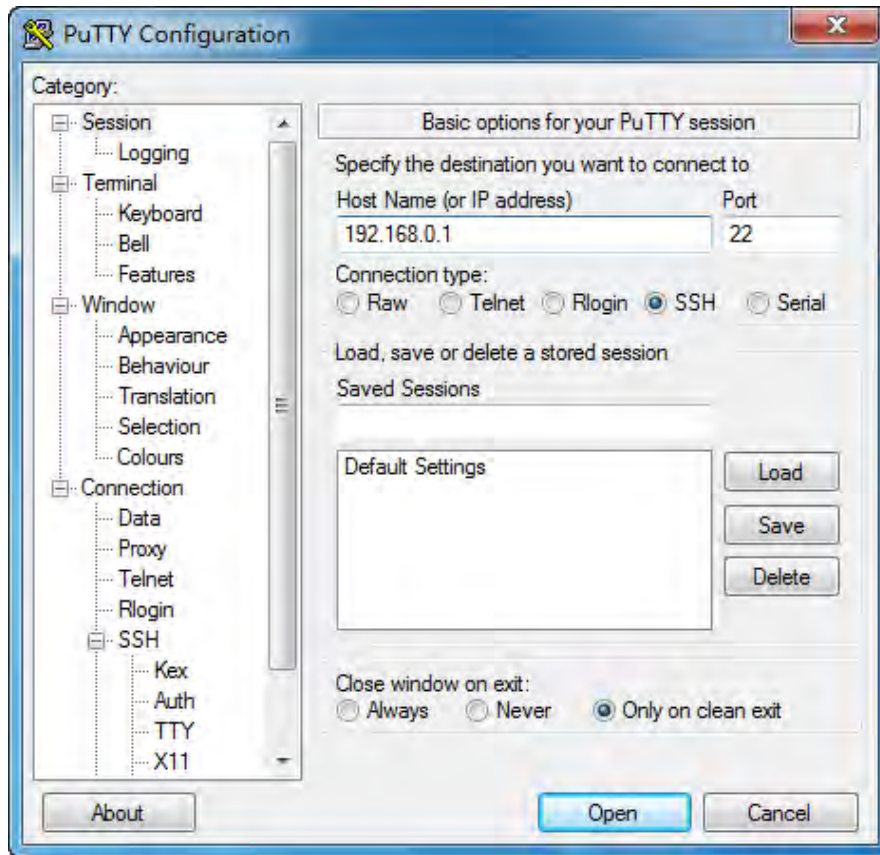 PuTTY Configuration
Category:
Session
Logging
Terminal
Keyboard
Bell
Features
Window
Appearance
Behaviour
Translation
Selection
Colours
Connection
Data
Proxy
Telnet
Rlogin
SSH
Kex
Auth
TTY
X11
Basic options for your PuTTY session
Specify the destination you want to connect to
Host Name (or IP address) Port
192.168.0.1 22
Connection type:
Raw Telnet Rlogin SSH Serial
Load, save or delete a stored session
Saved Sessions
Default Settings
Load
Save
Delete
Close window on exit:
Always Never Only on clean exit
About Open Cancel